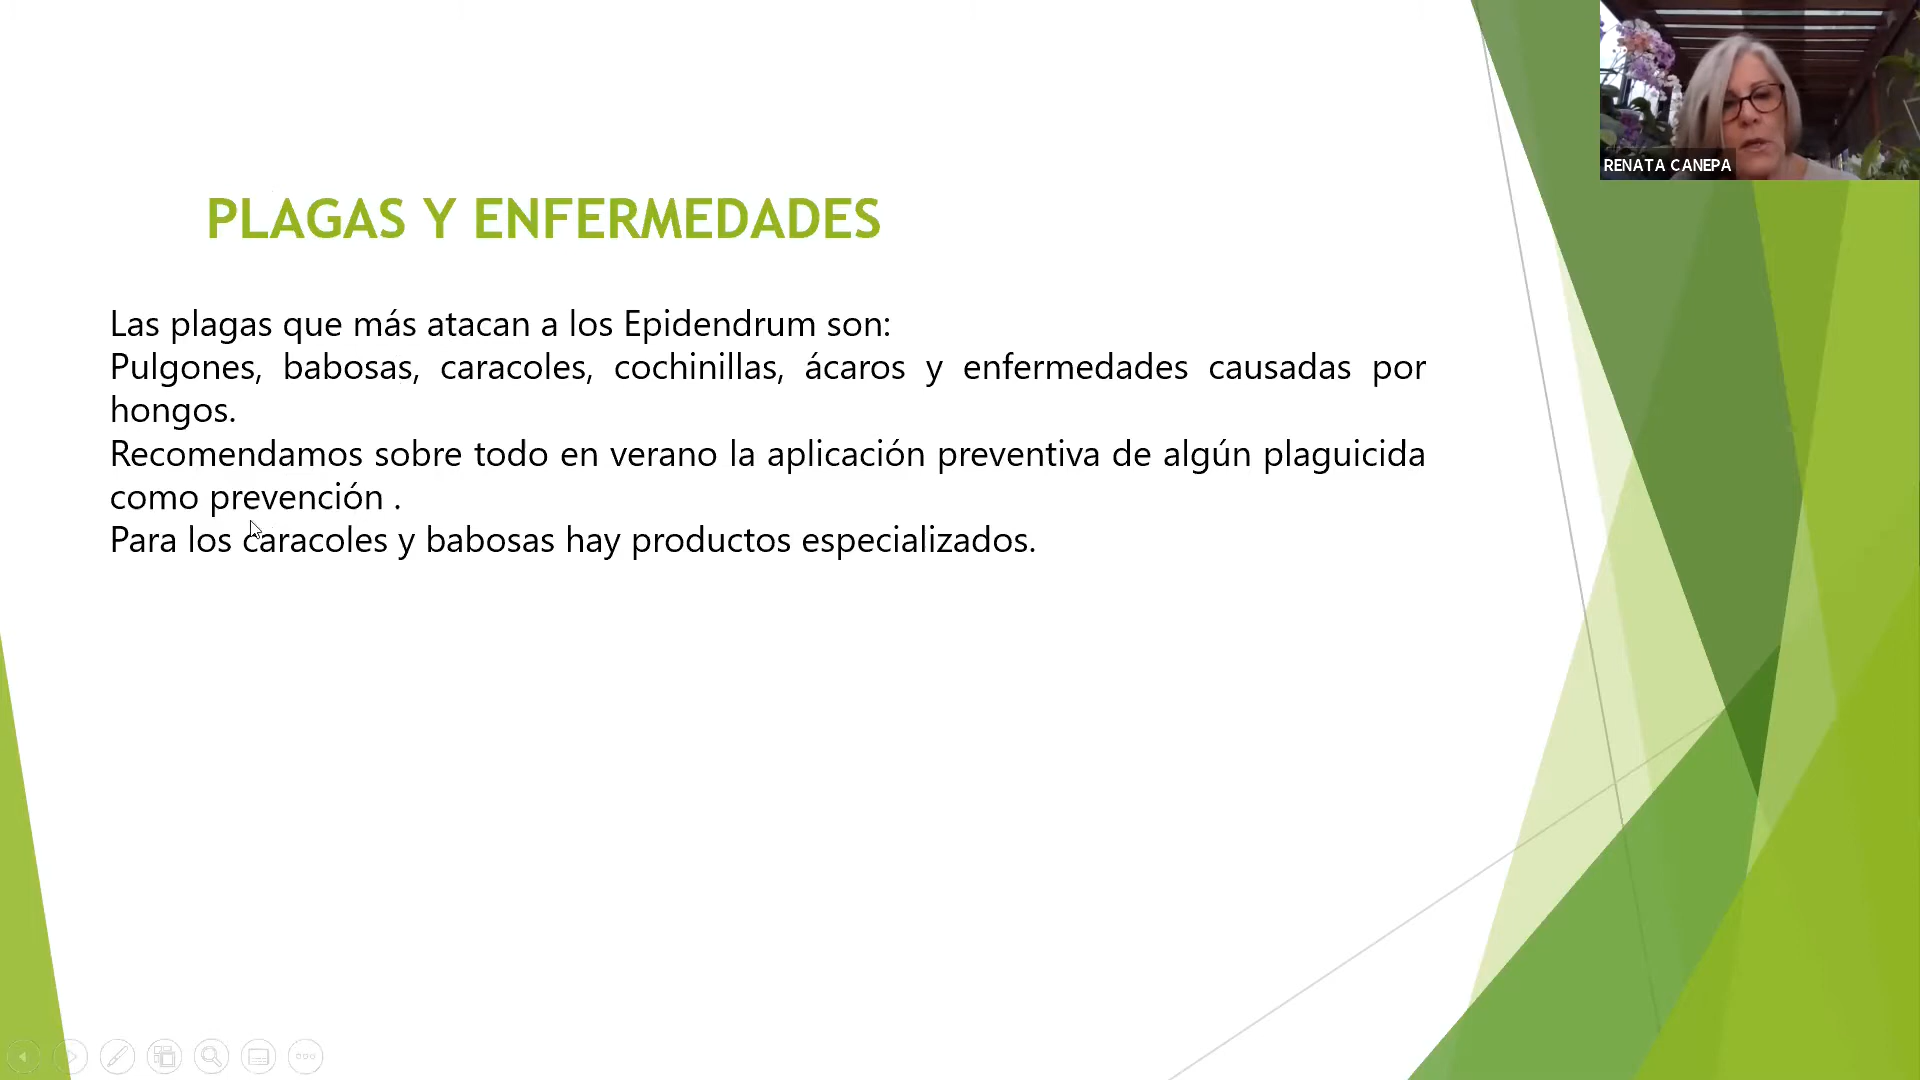 RENATA CANEPA
PLAGAS Y ENFERMEDADES
Las plagas que más atacan a los Epidendrum son:
Pulgones, babosas, caracoles, cochinillas, ácaros y enfermedades causadas por
hongos.
Recomendamos sobre todo en verano la aplicación preventiva de algún plaguicida
como prevención .
Para los caracoles y babosas hay productos especializados.